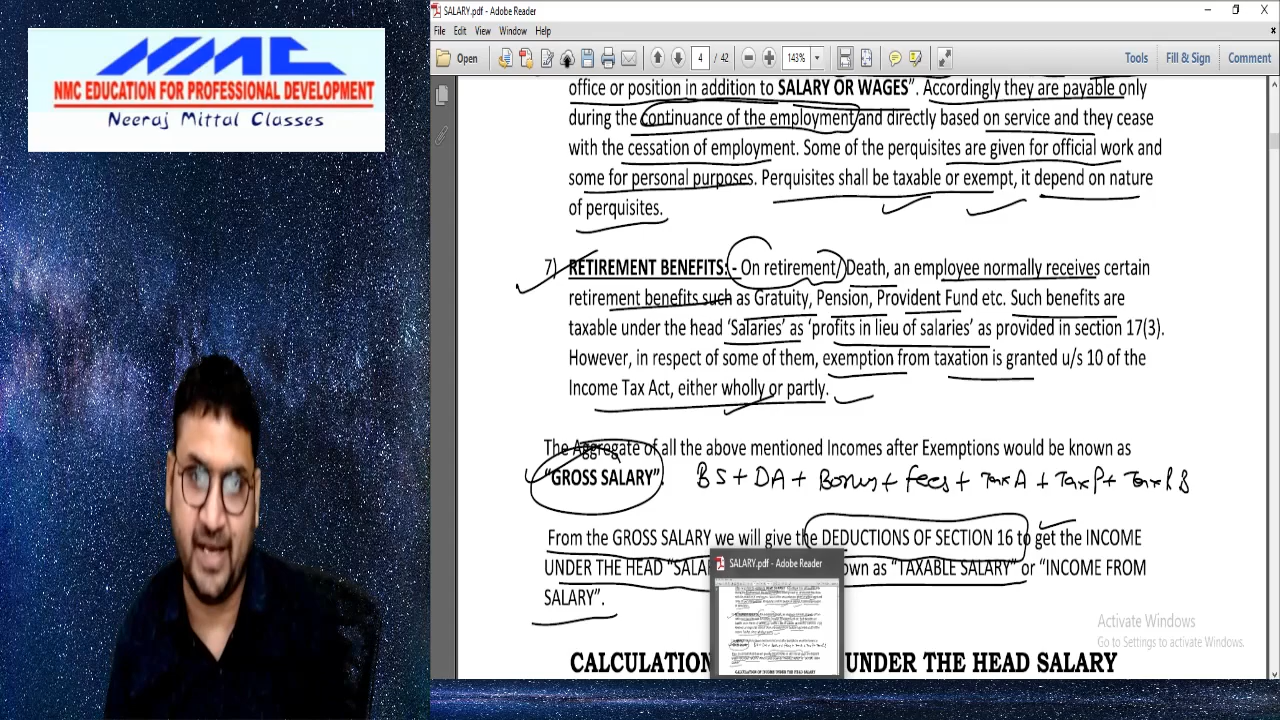 NMC
NMC EDUCATION FOR PROFESSIONAL DEVELOPMENT
Neeraj Mittal Classes
SALARY.pdf - Adobe Reader
File Edit View Window Help
Open 4 / 42 143% Tools Fill & Sign Comment
office or position in addition to SALARY OR WAGES”. Accordingly they are payable only
during the continuance of the employment and directly based on service and they cease
with the cessation of employment. Some of the perquisites are given for official work and
some for personal purposes. Perquisites shall be taxable or exempt, it depend on nature
of perquisites.
7) RETIREMENT BENEFITS: - On retirement/ Death, an employee normally receives certain
retirement benefits such as Gratuity, Pension, Provident Fund etc. Such benefits are
taxable under the head ‘Salaries’ as ‘profits in lieu of salaries’ as provided in section 17(3).
However, in respect of some of them, exemption from taxation is granted u/s 10 of the
Income Tax Act, either wholly or partly.
The Aggregate of all the above mentioned Incomes after Exemptions would be known as
“GROSS SALARY”. BS + DA + Bonus + fees + Tax A + Tax P + Tax R B
From the GROSS SALARY we will give the DEDUCTIONS OF SECTION 16 to get the INCOME
UNDER THE HEAD “SALA own as “TAXABLE SALARY” or “INCOME FROM
SALARY”.
SALARY.pdf - Adobe Reader
Activate Windows
Go to Settings to activate Windows.
CALCULATION UNDER THE HEAD SALARY